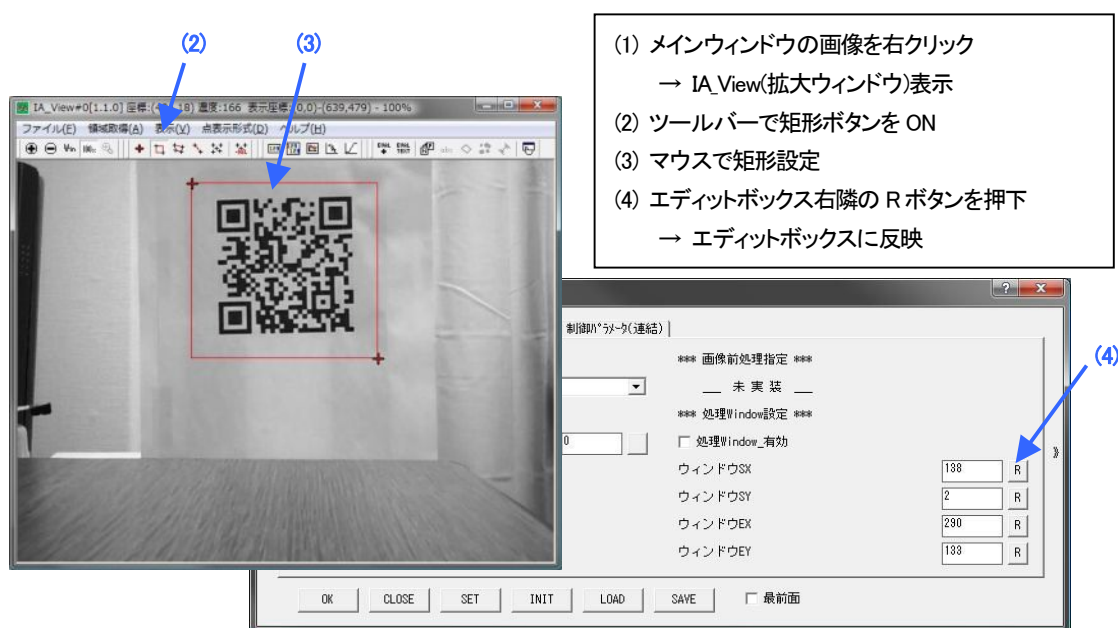 (2)
(3)
(1) メインウィンドウの画像を右クリック
→ IA_View(拡大ウィンドウ)表示
(2) ツールバーで矩形ボタンを ON
(3) マウスで矩形設定
(4) エディットボックス右隣の R ボタンを押下
→ エディットボックスに反映
IA_View#0[1.1.0] 座標:(4 18) 濃度:166 表示座標:(0,0)-(639,479) - 100%
ファイル(F) 領域取得(A) 表示(V) 点表示形式(D) ヘルプ(H)
制御パラメータ(連結)
(4)
*** 画像前処理指定 ***
__ 未 実 装 __
*** 処理Window設定 ***
0
処理Window_有効
ウィンドウSX 138 R
ウィンドウSY 2 R
ウィンドウEX 290 R
ウィンドウEY 133 R
OK CLOSE SET INIT LOAD SAVE 最前面